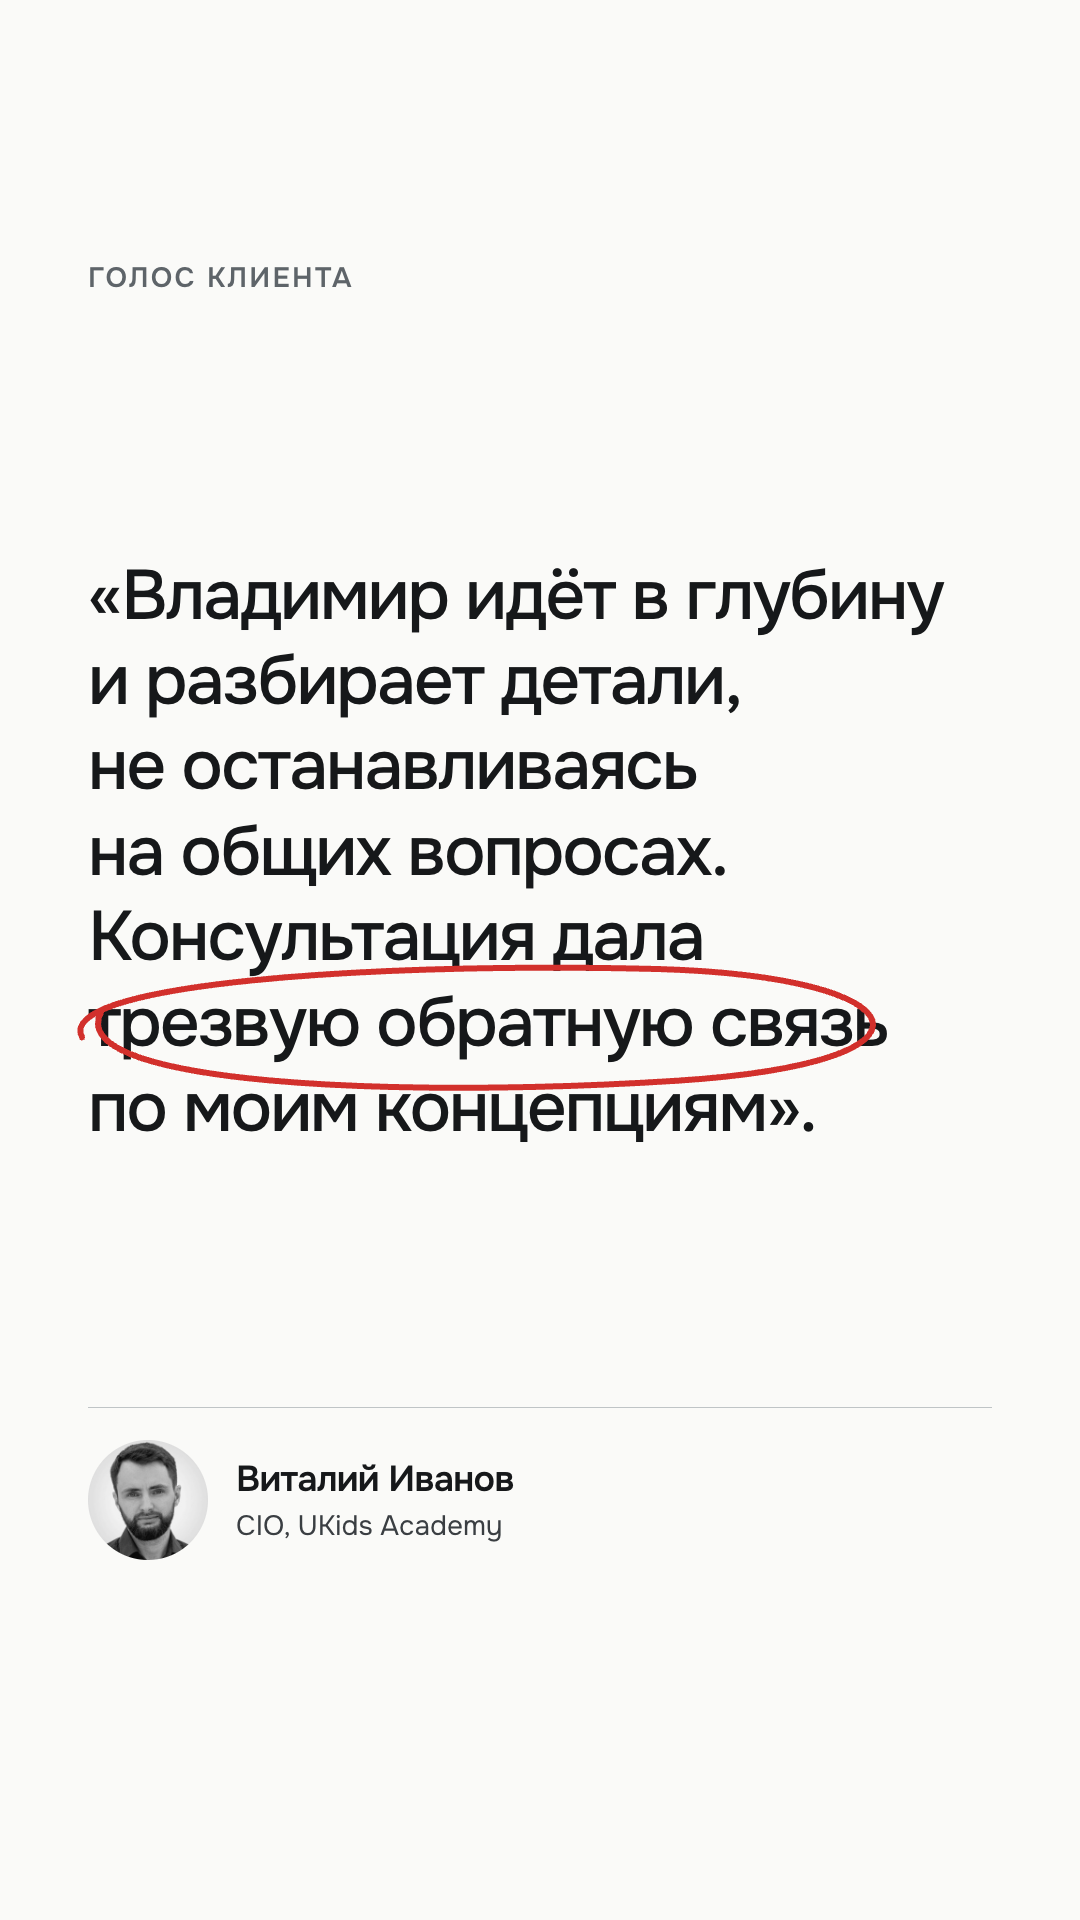 ГОЛОС КЛИЕНТА
«Владимир идёт в глубину
и разбирает детали,
не останавливаясь
на общих вопросах.
Консультация дала
трезвую обратную связь
по моим концепциям».
Виталий Иванов
CIO, UKids Academy